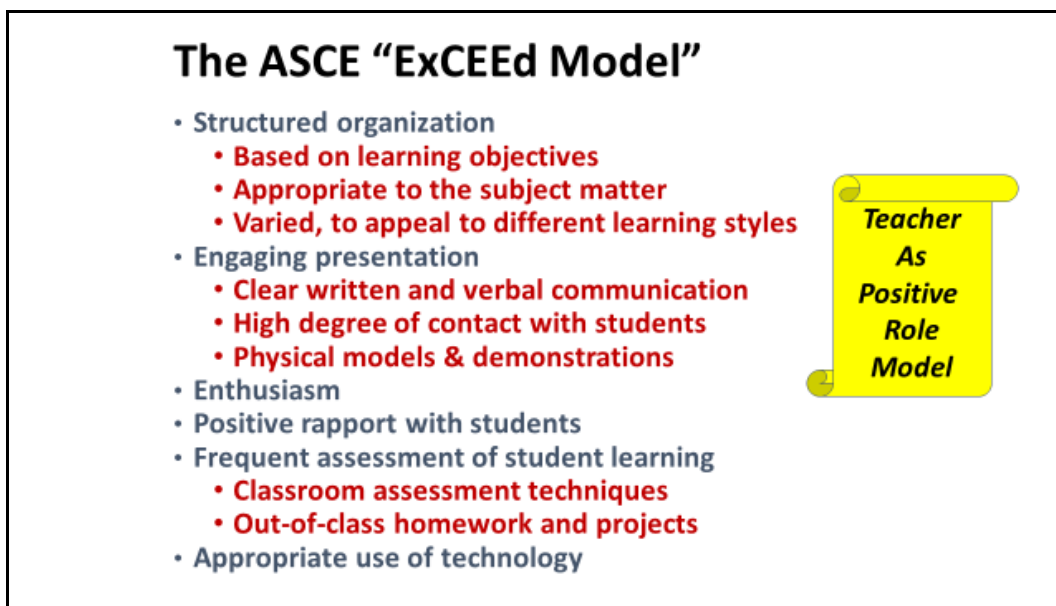 The ASCE “ExCEEd Model”
• Structured organization
• Based on learning objectives
• Appropriate to the subject matter
• Varied, to appeal to different learning styles
• Engaging presentation
• Clear written and verbal communication
• High degree of contact with students
• Physical models & demonstrations
• Enthusiasm
• Positive rapport with students
• Frequent assessment of student learning
• Classroom assessment techniques
• Out-of-class homework and projects
• Appropriate use of technology
Teacher
As
Positive
Role
Model